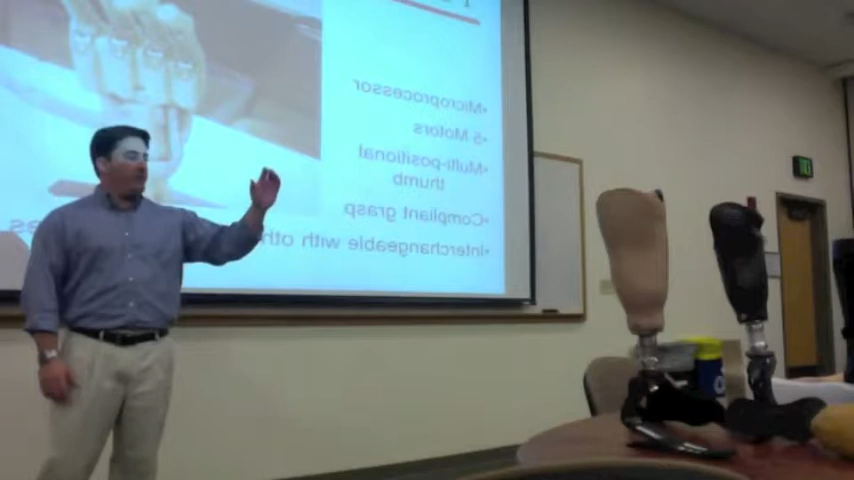 •Microprocessor
•5 Motors
•Multi-positional
thumb
•Compliant grasp
•Interchangeable with